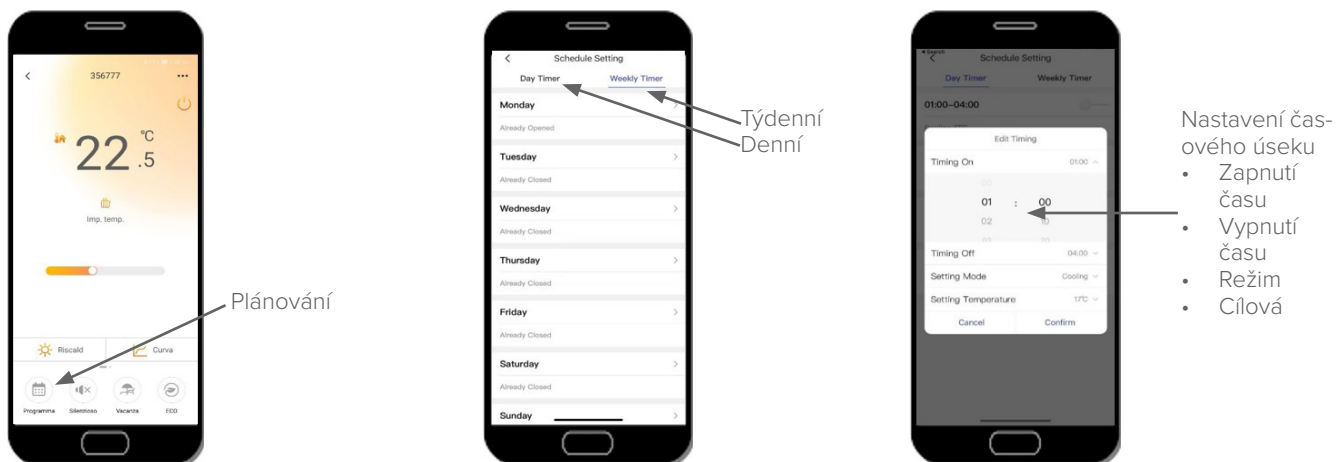 356777
22.5 °C
Imp. temp.
Riscald
Curva
Programma
Silenzioso
Vacanta
ECO
Plánování
Schedule Setting
Day Timer
Weekly Timer
Monday
Already Opened
Tuesday
Already Closed
Wednesday
Already Closed
Thursday
Already Closed
Friday
Already Closed
Saturday
Already Closed
Sunday
Týdenní
Denní
Search
Schedule Setting
Day Timer
Weekly Timer
01:00-04:00
Edit Timing
Timing On 01:00
00
01 : 00
02 10
Timing Off 04:00
Setting Mode Cooling
Setting Temperature 17°C
Cancel
Confirm
Nastavení čas-
ového úseku
• Zapnutí
času
• Vypnutí
času
• Režim
• Cílová